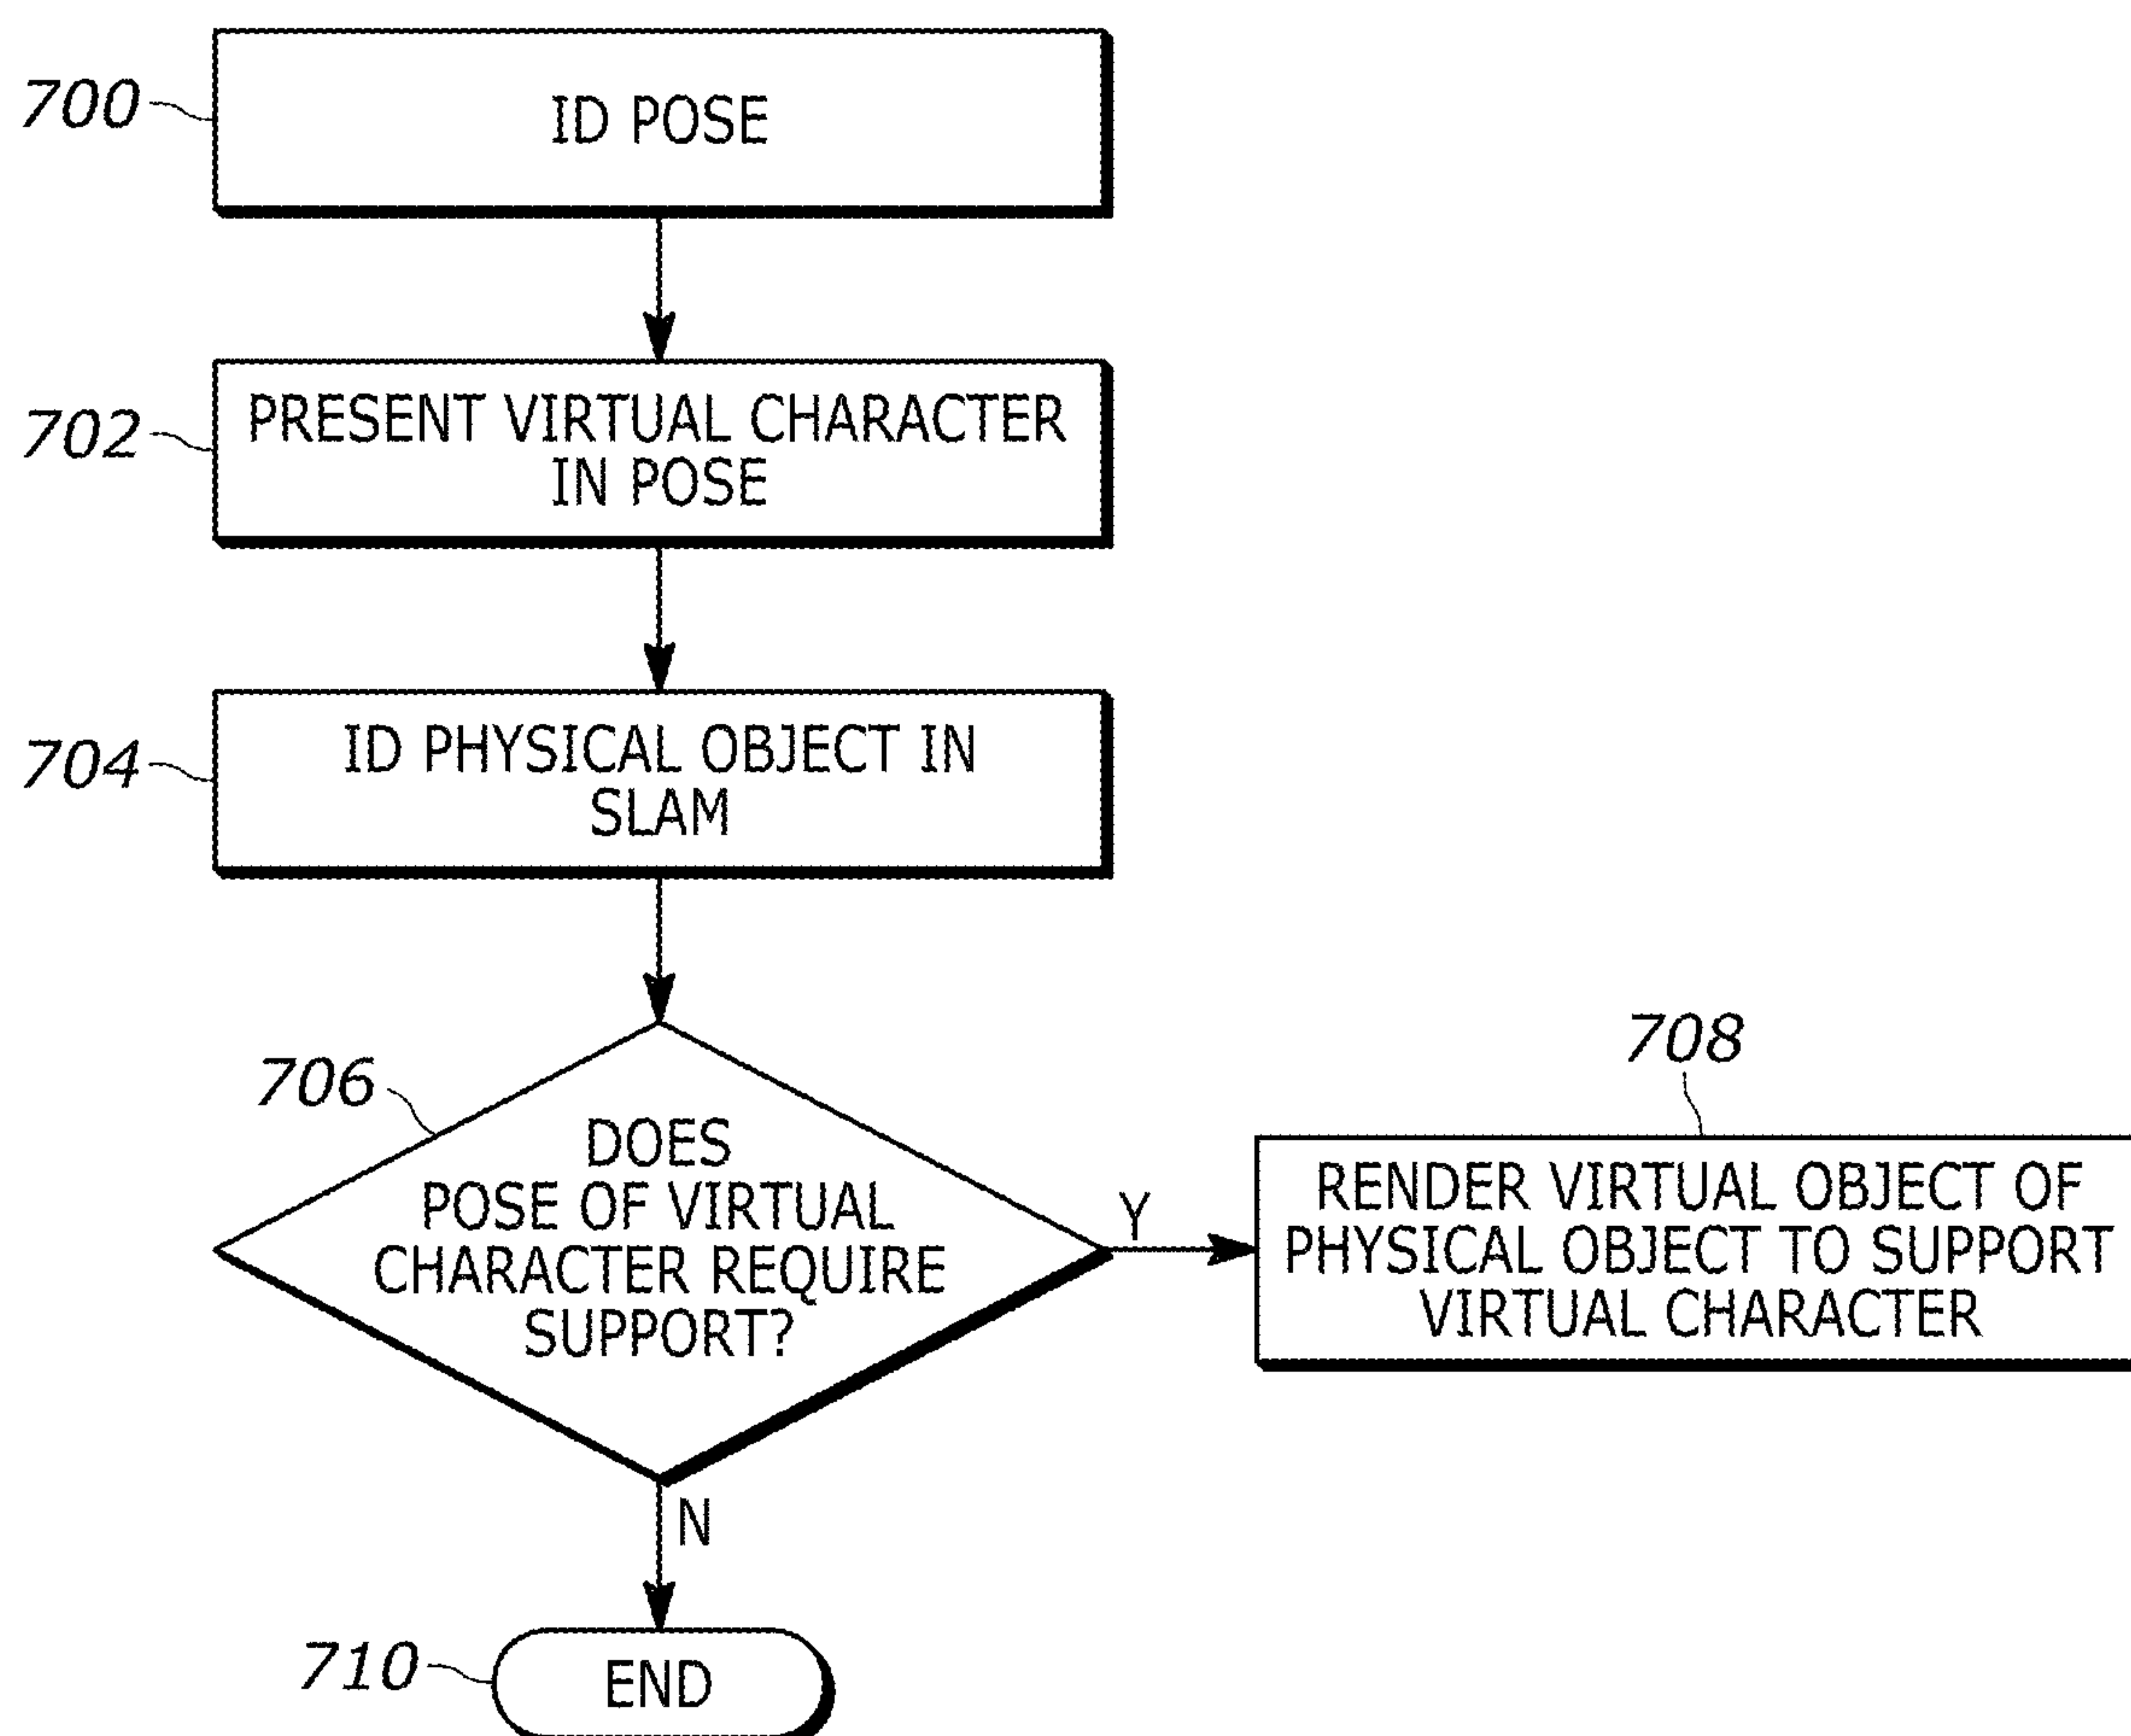 700
ID POSE
702
PRESENT VIRTUAL CHARACTER
IN POSE
704
ID PHYSICAL OBJECT IN
SLAM
706
DOES
POSE OF VIRTUAL
CHARACTER REQUIRE
SUPPORT?
Y
708
RENDER VIRTUAL OBJECT OF
PHYSICAL OBJECT TO SUPPORT
VIRTUAL CHARACTER
N
710
END